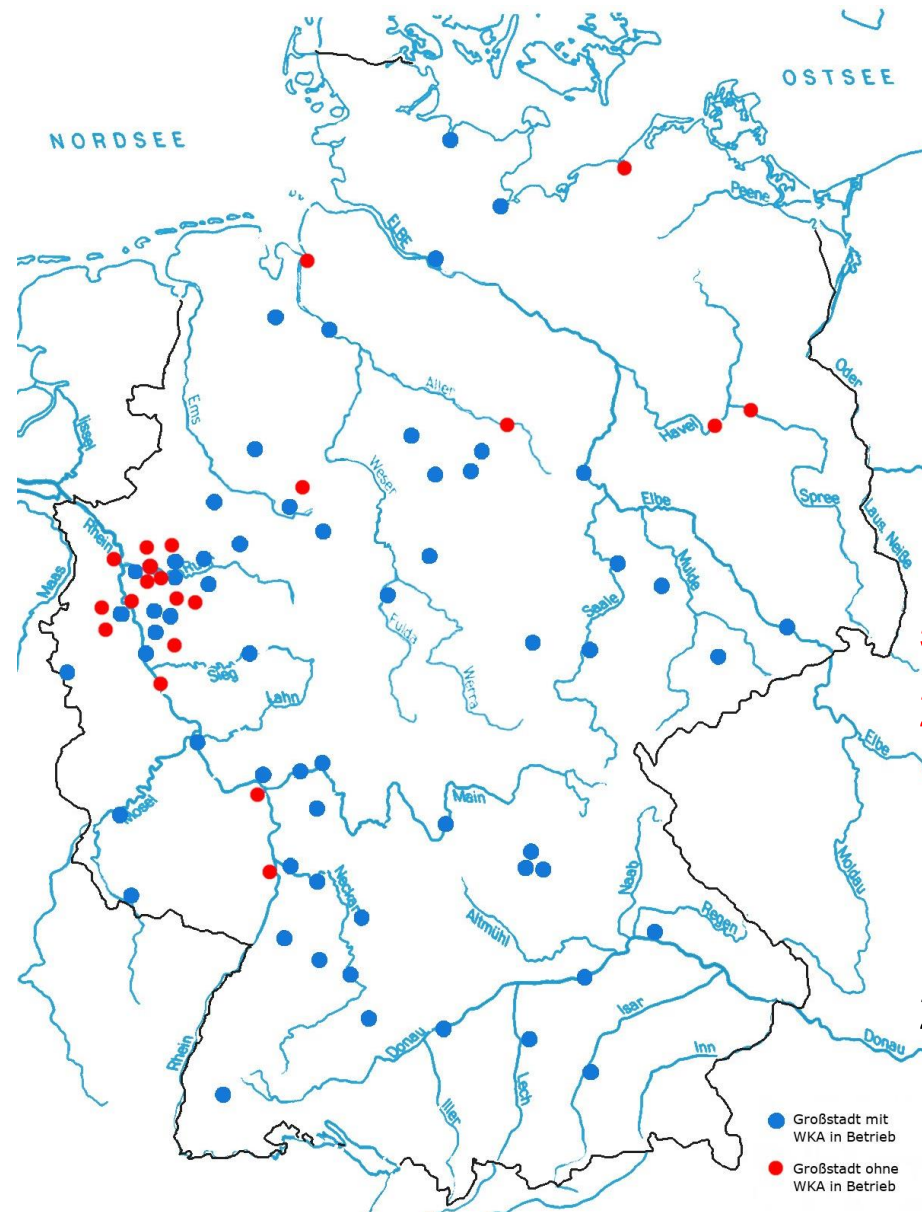 OSTSEE
NORDSEE
Peene
ELBE
Oder
Aller
Ems
Ijssel
Havel
Weser
Elbe
Spree
Laus. Neiße
Rhein
Maas
Mulde
Saale
Fulda
Werra
Sieg
Lahn
Elbe
Mosel
Main
Moldau
Neckar
Naab
Regen
Altmühl
Isar
Donau
Donau
Inn
Rhein
Lech
Iller
Großstadt mit
WKA in Betrieb
Großstadt ohne
WKA in Betrieb